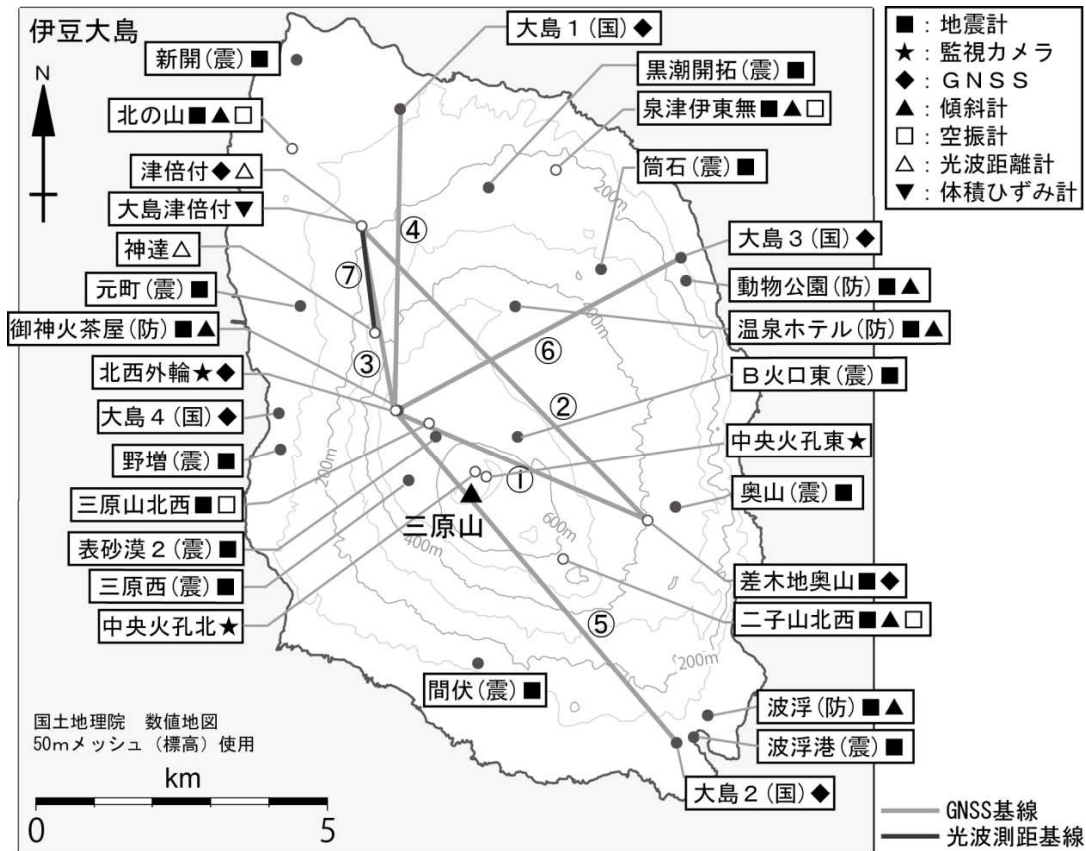 伊豆大島
N
大島1(国)◆
新開(震)■
黒潮開拓(震)■
北の山■▲□
泉津伊東無■▲□
津倍付◆△
筒石(震)■
大島津倍付▼
大島3(国)◆
神達△
動物公園(防)■▲
元町(震)■
温泉ホテル(防)■▲
御神火茶屋(防)■▲
北西外輪★◆
B火口東(震)■
大島4(国)◆
中央火孔東★
野増(震)■
三原山北西■□
奥山(震)■
三原山
表砂漠2(震)■
三原西(震)■
差木地奥山■◆
中央火孔北★
二子山北西■▲□
間伏(震)■
波浮(防)■▲
波浮港(震)■
大島2(国)◆
①
②
③
④
⑤
⑥
⑦
200m
200m
400m
400m
600m
200m
■:地震計
★:監視カメラ
◆:GNSS
▲:傾斜計
□:空振計
△:光波距離計
▼:体積ひずみ計
国土地理院 数値地図
50mメッシュ(標高)使用
km
0 5
GNSS基線
光波測距基線